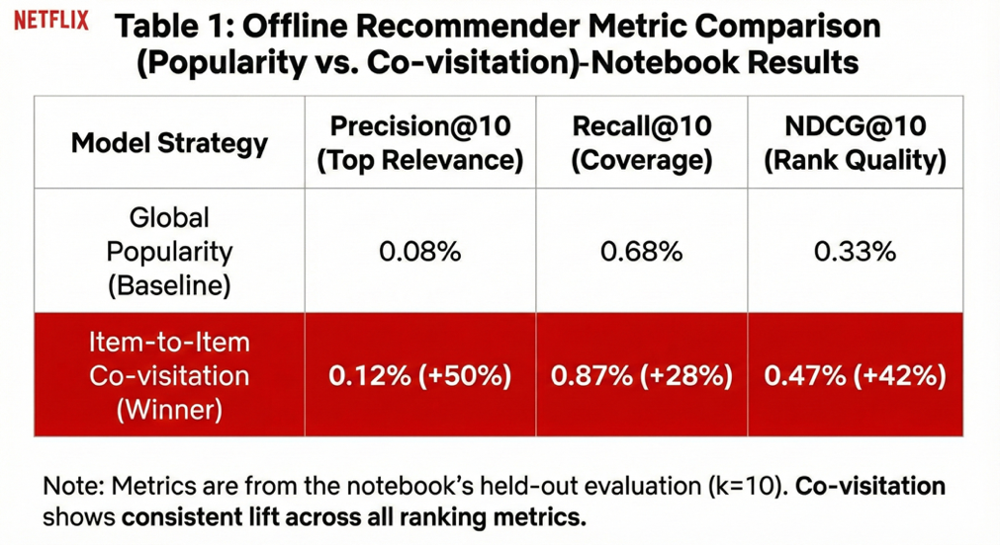 NETFLIX
Table 1: Offline Recommender Metric Comparison
(Popularity vs. Co-visitation)-Notebook Results
Model Strategy
Precision@10
(Top Relevance)
Recall@10
(Coverage)
NDCG@10
(Rank Quality)
Global
Popularity
(Baseline)
0.08%
0.68%
0.33%
Item-to-Item
Co-visitation
(Winner)
0.12% (+50%)
0.87% (+28%)
0.47% (+42%)
Note: Metrics are from the notebook's held-out evaluation (k=10). Co-visitation
shows consistent lift across all ranking metrics.